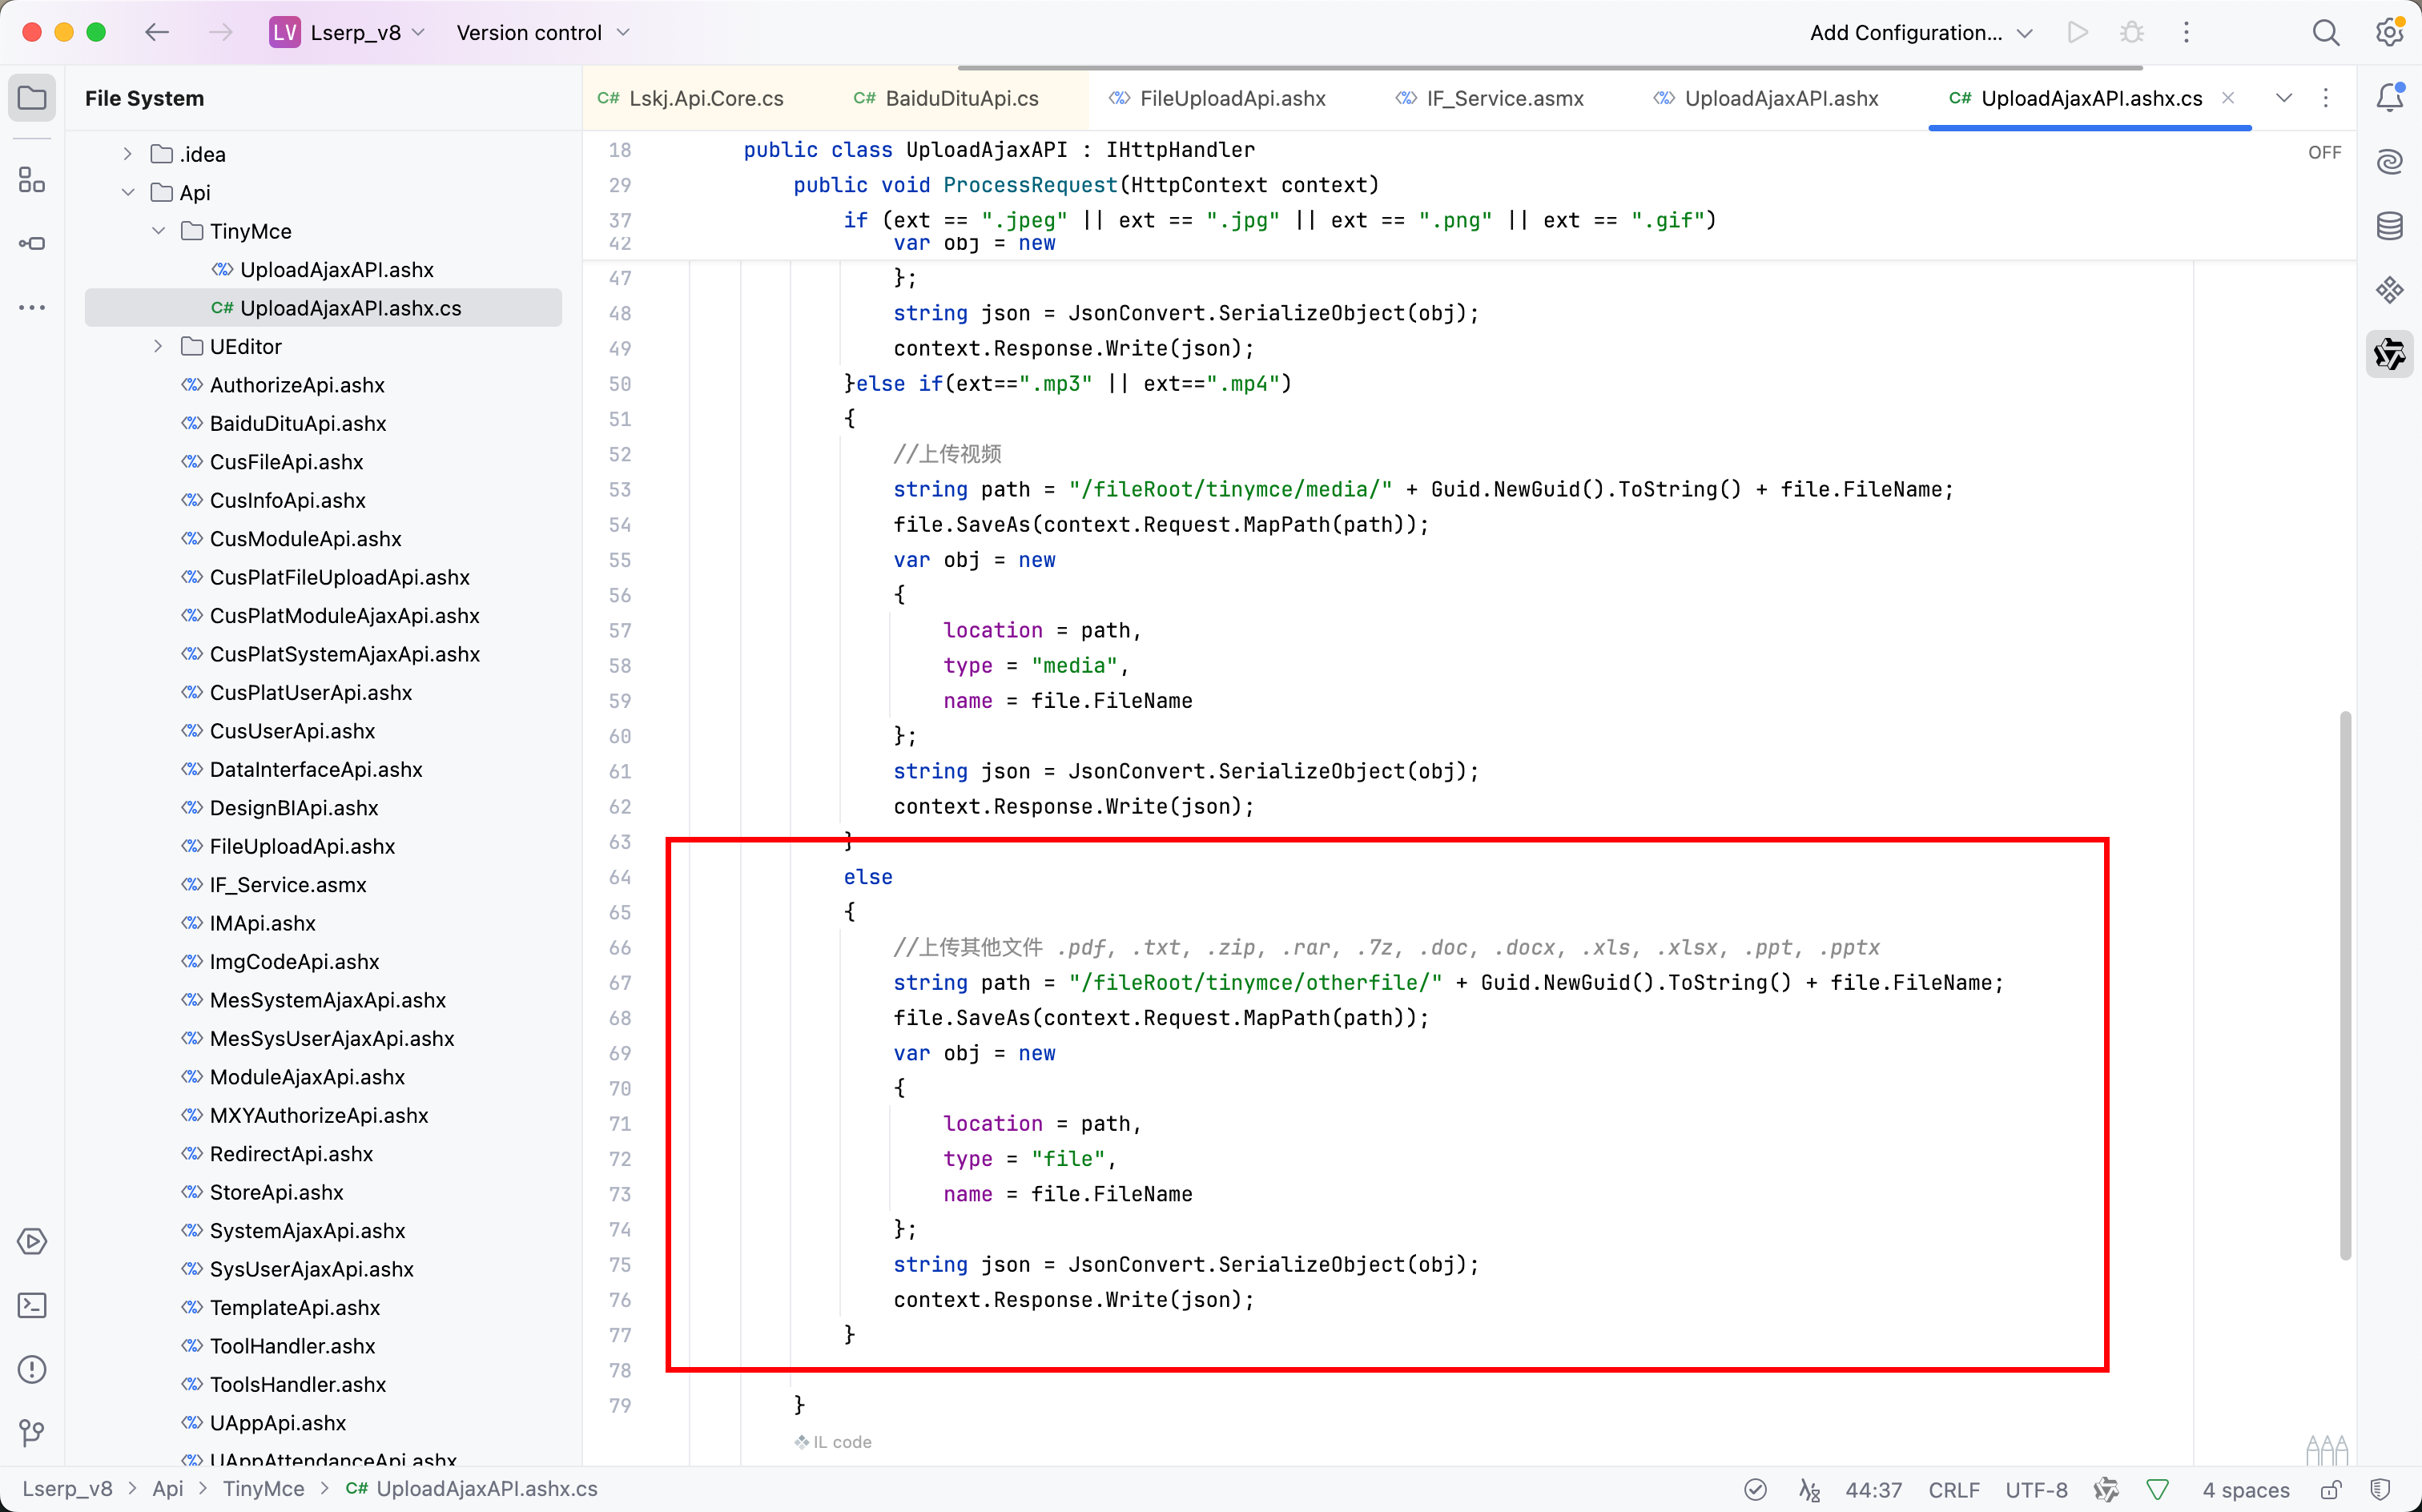 LV Lserp_v8
Version control
Add Configuration...
File System
.idea
Api
TinyMce
UploadAjaxAPI.ashx
C# UploadAjaxAPI.ashx.cs
UEditor
AuthorizeApi.ashx
BaiduDituApi.ashx
CusFileApi.ashx
CusInfoApi.ashx
CusModuleApi.ashx
CusPlatFileUploadApi.ashx
CusPlatModuleAjaxApi.ashx
CusPlatSystemAjaxApi.ashx
CusPlatUserApi.ashx
CusUserApi.ashx
DataInterfaceApi.ashx
DesignBIApi.ashx
FileUploadApi.ashx
IF_Service.asmx
IMApi.ashx
ImgCodeApi.ashx
MesSystemAjaxApi.ashx
MesSysUserAjaxApi.ashx
ModuleAjaxApi.ashx
MXYAuthorizeApi.ashx
RedirectApi.ashx
StoreApi.ashx
SystemAjaxApi.ashx
SysUserAjaxApi.ashx
TemplateApi.ashx
ToolHandler.ashx
ToolsHandler.ashx
UAppApi.ashx
UAppAttendanceApi.ashx
C# Lskj.Api.Core.cs
C# BaiduDituApi.cs
FileUploadApi.ashx
IF_Service.asmx
UploadAjaxAPI.ashx
C# UploadAjaxAPI.ashx.cs
OFF
18 public class UploadAjaxAPI : IHttpHandler
29 public void ProcessRequest(HttpContext context)
37 if (ext == ".jpeg" || ext == ".jpg" || ext == ".png" || ext == ".gif")
42 var obj = new
47 };
48 string json = JsonConvert.SerializeObject(obj);
49 context.Response.Write(json);
50 }else if(ext==".mp3" || ext==".mp4")
51 {
52 //上传视频
53 string path = "/fileRoot/tinymce/media/" + Guid.NewGuid().ToString() + file.FileName;
54 file.SaveAs(context.Request.MapPath(path));
55 var obj = new
56 {
57 location = path,
58 type = "media",
59 name = file.FileName
60 };
61 string json = JsonConvert.SerializeObject(obj);
62 context.Response.Write(json);
63 }
64 else
65 {
66 //上传其他文件 .pdf, .txt, .zip, .rar, .7z, .doc, .docx, .xls, .xlsx, .ppt, .pptx
67 string path = "/fileRoot/tinymce/otherfile/" + Guid.NewGuid().ToString() + file.FileName;
68 file.SaveAs(context.Request.MapPath(path));
69 var obj = new
70 {
71 location = path,
72 type = "file",
73 name = file.FileName
74 };
75 string json = JsonConvert.SerializeObject(obj);
76 context.Response.Write(json);
77 }
78
79 }
IL code
Lserp_v8 > Api > TinyMce > C# UploadAjaxAPI.ashx.cs
44:37 CRLF UTF-8 4 spaces